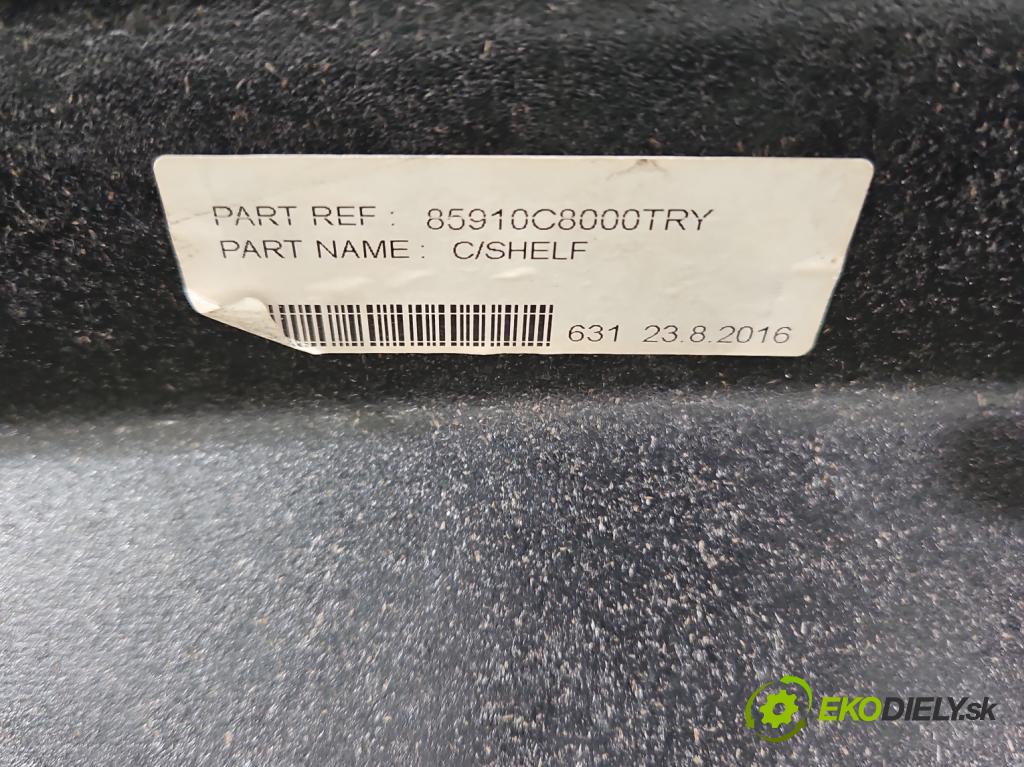 PART REF : 85910C8000TRY
PART NAME : C/SHELF
631 23.8.2016
EKODIELY.sk